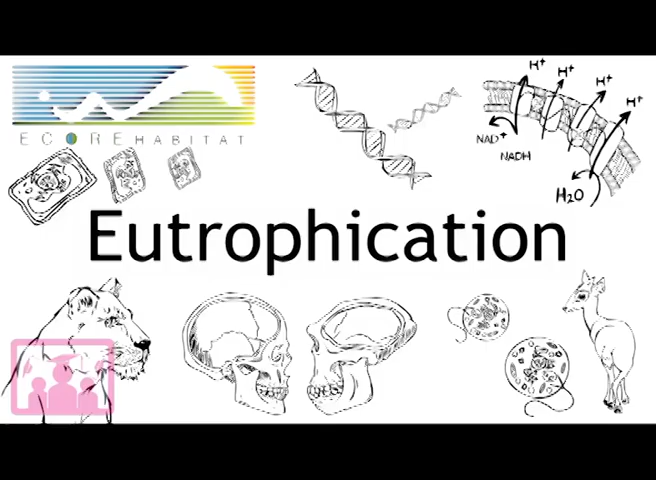 ECOREHABITAT
H+
H+
H+
H+
NAD+
NADH
H2O
Eutrophication